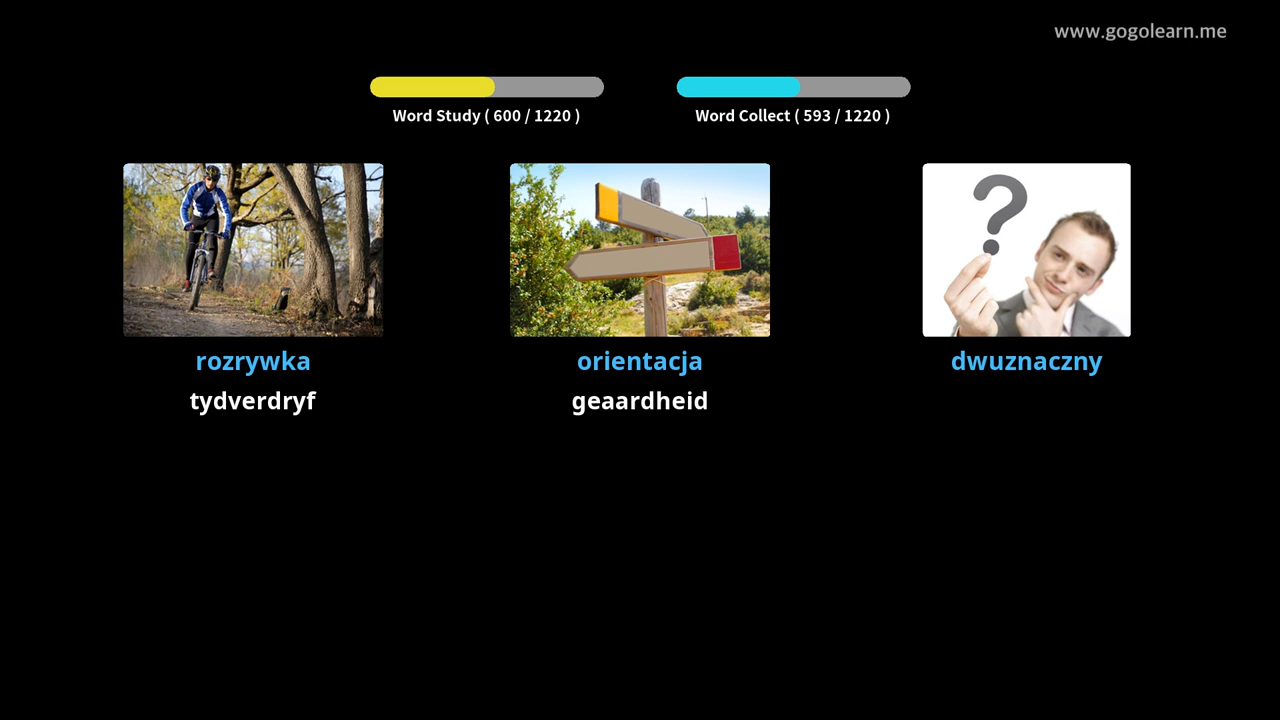 www.gogolearn.me
Word Study ( 600 / 1220 )
Word Collect ( 593 / 1220 )
rozrywka
tydverdryf
orientacja
geaardheid
dwuznaczny